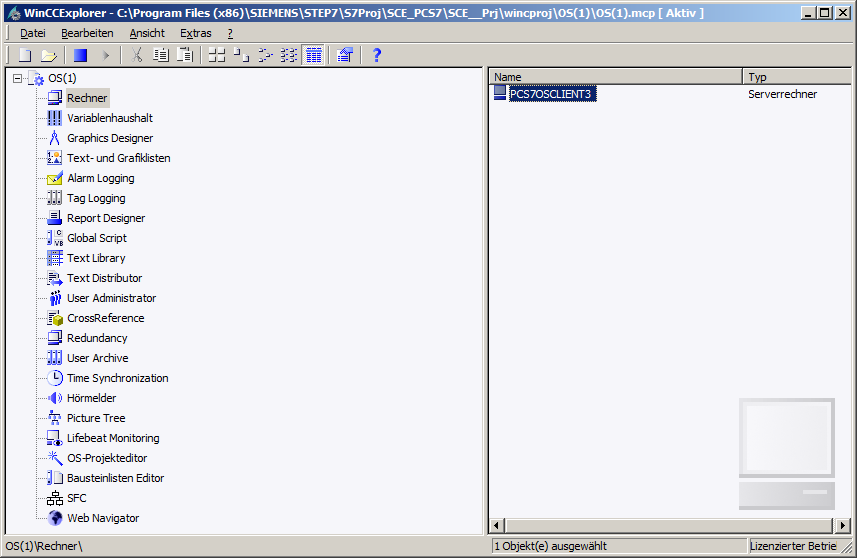 WinCCExplorer - C:\Program Files (x86)\SIEMENS\STEP7\S7Proj\SCE_PCS7\SCE__Prj\wincproj\OS(1)\OS(1).mcp [ Aktiv ]
Datei Bearbeiten Ansicht Extras ?
OS(1)
Rechner
Variablenhaushalt
Graphics Designer
Text- und Grafiklisten
Alarm Logging
Tag Logging
Report Designer
Global Script
Text Library
Text Distributor
User Administrator
CrossReference
Redundancy
User Archive
Time Synchronization
Hörmelder
Picture Tree
Lifebeat Monitoring
OS-Projekteditor
Bausteinlisten Editor
SFC
Web Navigator
Name Typ
PCS7OSCLIENT3 Serverrechner
OS(1)\Rechner\ 1 Objekt(e) ausgewählt Lizenzierter Betrie